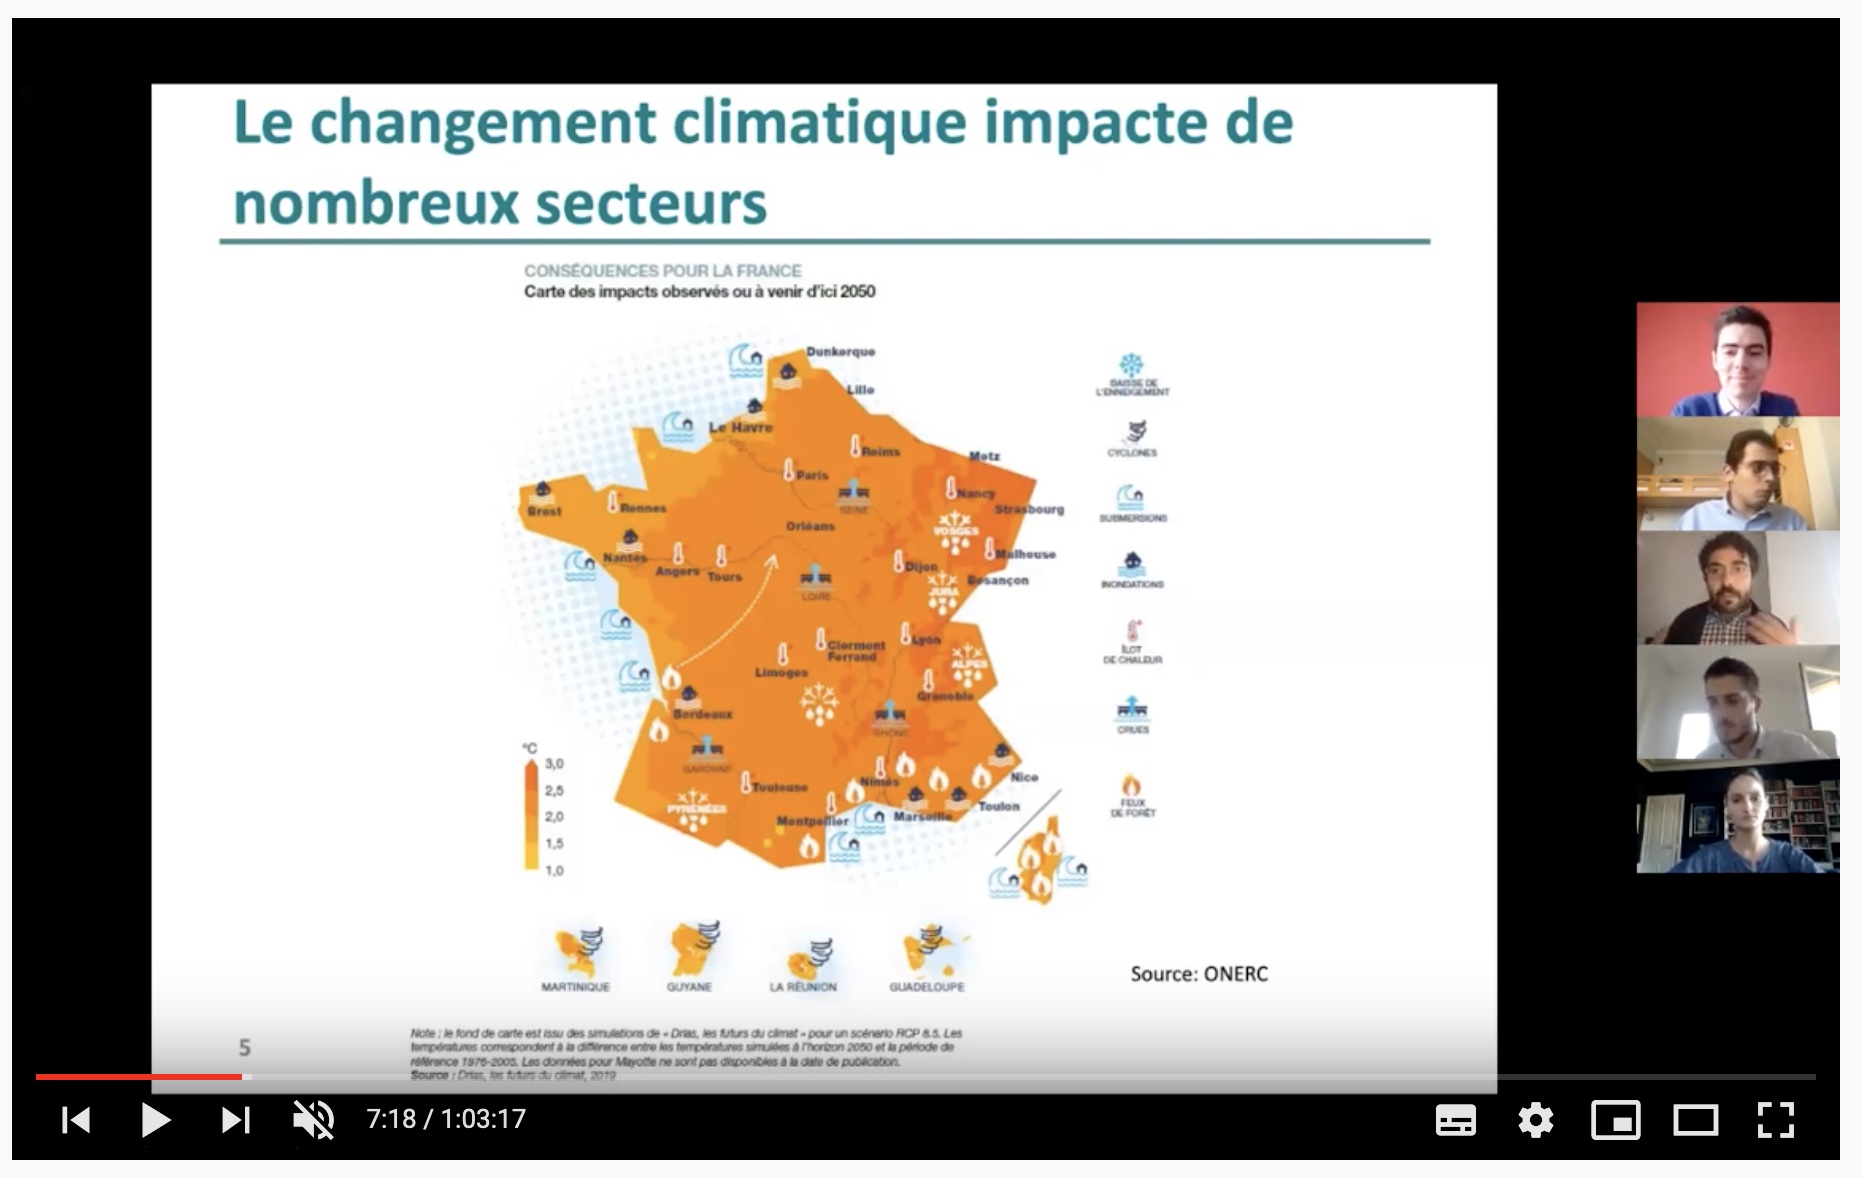 Le changement climatique impacte de
nombreux secteurs
CONSÉQUENCES POUR LA FRANCE
Carte des impacts observés ou à venir d'ici 2050
Dunkerque
Lille
Le Havre
Reims
Metz
Paris
Nancy
SEINE
Strasbourg
Brest
Rennes
Orléans
VOSGES
Nantes
Mulhouse
Angers
Tours
Dijon
Besançon
JURA
LOIRE
Lyon
Clermont
Ferrand
ALPES
Limoges
Grenoble
Bordeaux
RHÔNE
GARONNE
Nice
Toulouse
Nîmes
PYRÉNÉES
Toulon
Montpellier
Marseille
BAISSE DE
L'ENNEIGEMENT
CYCLONES
SUBMERSIONS
INONDATIONS
ÎLOT
DE CHALEUR
CRUES
FEUX
DE FORÊT
°C
3,0
2,5
2,0
1,5
1,0
MARTINIQUE
GUYANE
LA RÉUNION
GUADELOUPE
Source: ONERC
Note : le fond de carte est issu des simulations de « Drias, les futurs du climat » pour un scénario RCP 8.5. Les
températures correspondent à la différence entre les températures simulées à l'horizon 2050 et la période de
référence 1976-2005. Les données pour Mayotte ne sont pas disponibles à la date de publication.
Source : Drias, les futurs du climat, 2019
5
7:18 / 1:03:17